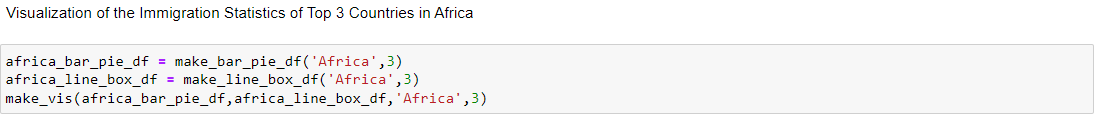 Visualization of the Immigration Statistics of Top 3 Countries in Africa
africa_bar_pie_df = make_bar_pie_df('Africa',3)
africa_line_box_df = make_line_box_df('Africa',3)
make_vis(africa_bar_pie_df,africa_line_box_df,'Africa',3)